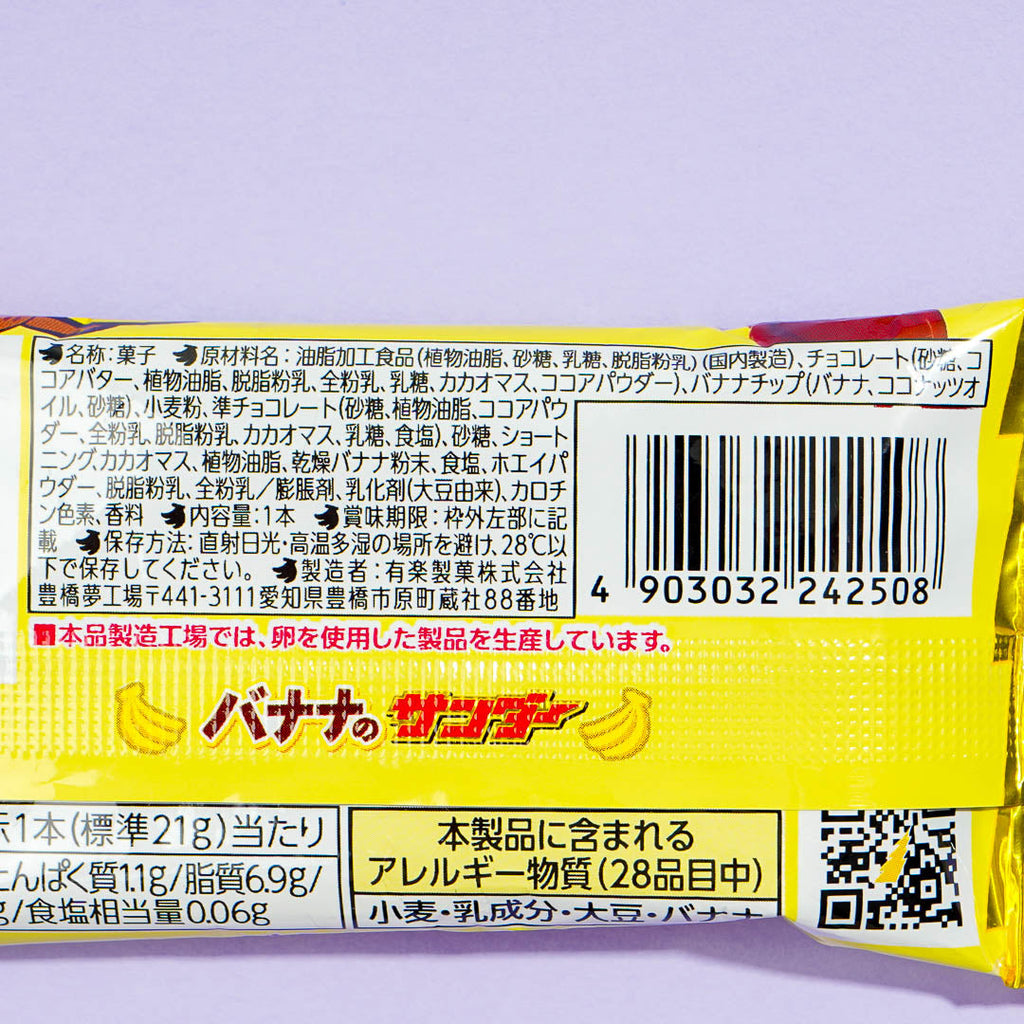 名称:菓子 原材料名:油脂加工食品(植物油脂、砂糖、乳糖、脱脂粉乳)(国内製造)、チョコレート(砂糖、コ
コアバター、植物油脂、脱脂粉乳、全粉乳、乳糖、カカオマス、ココアパウダー)、バナナチップ(バナナ、ココナッツオ
イル、砂糖)、小麦粉、準チョコレート(砂糖、植物油脂、ココアパウ
ダー、全粉乳、脱脂粉乳、カカオマス、乳糖、食塩)、砂糖、ショート
ニング、カカオマス、植物油脂、乾燥バナナ粉末、食塩、ホエイパ
ウダー、脱脂粉乳、全粉乳/膨脹剤、乳化剤(大豆由来)、カロチ
ン色素、香料 内容量:1本 賞味期限:枠外左部に記
載 保存方法:直射日光・高温多湿の場所を避け、28℃以
下で保存してください。 製造者:有楽製菓株式会社
豊橋夢工場〒441-3111愛知県豊橋市原町蔵社88番地
4 903032 242508
■本品製造工場では、卵を使用した製品を生産しています。
バナナのサンダー
示1本(標準21g)当たり
たんぱく質1.1g/脂質6.9g/
g/食塩相当量0.06g
本製品に含まれる
アレルギー物質(28品目中)
小麦・乳成分・大豆・バナナ